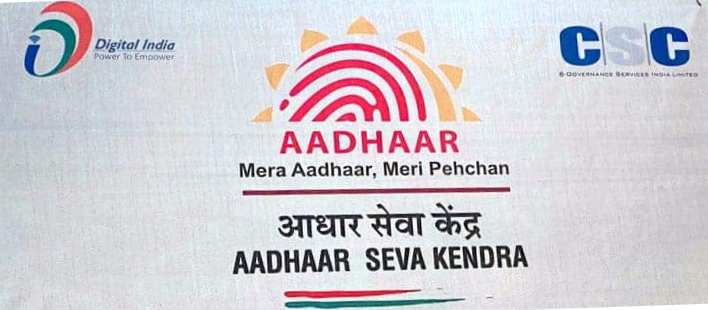 Digital India
Power To Empower
CSC
E-GOVERNANCE SERVICES INDIA LIMITED
AADHAAR
Mera Aadhaar, Meri Pehchan
आधार सेवा केंद्र
AADHAAR SEVA KENDRA